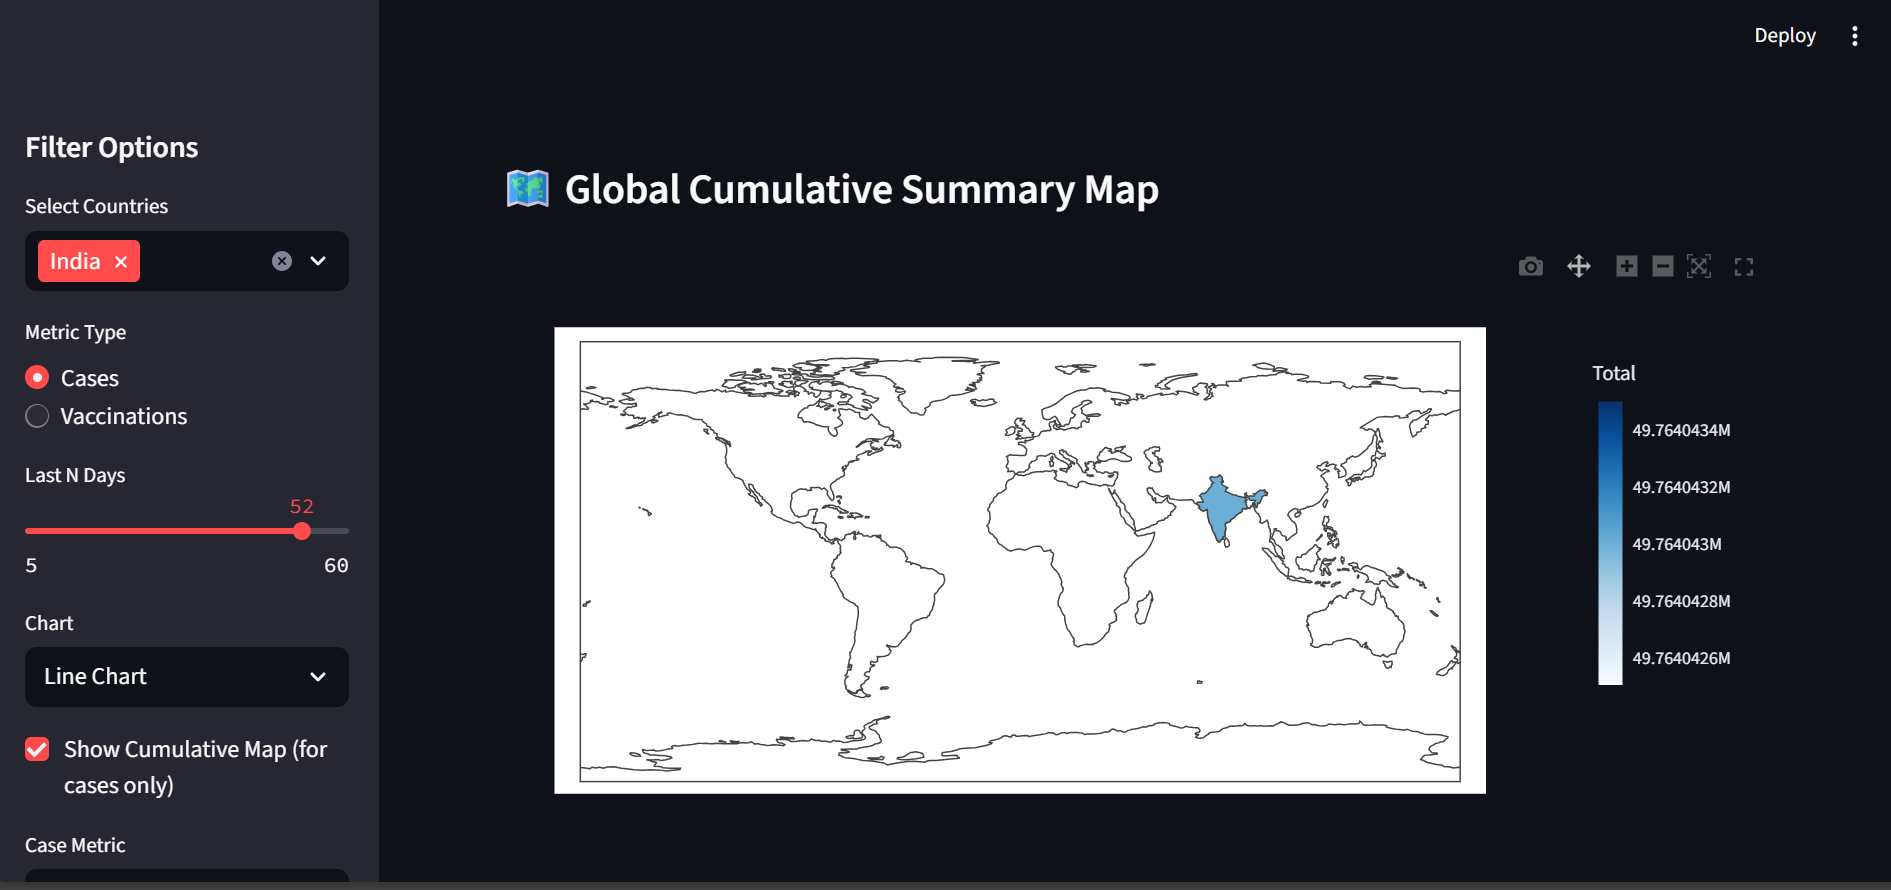 Deploy
Filter Options
Select Countries
India
Metric Type
Cases
Vaccinations
Last N Days
52
5 60
Chart
Line Chart
Show Cumulative Map (for
cases only)
Case Metric
Global Cumulative Summary Map
Total
49.7640434M
49.7640432M
49.764043M
49.7640428M
49.7640426M